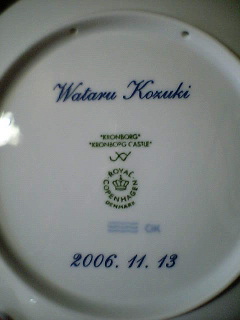 Wataru Kozuki
"KRONBORG"
"KRONBORG CASTLE"
ROYAL
COPENHAGEN
DENMARK
2006. 11. 13